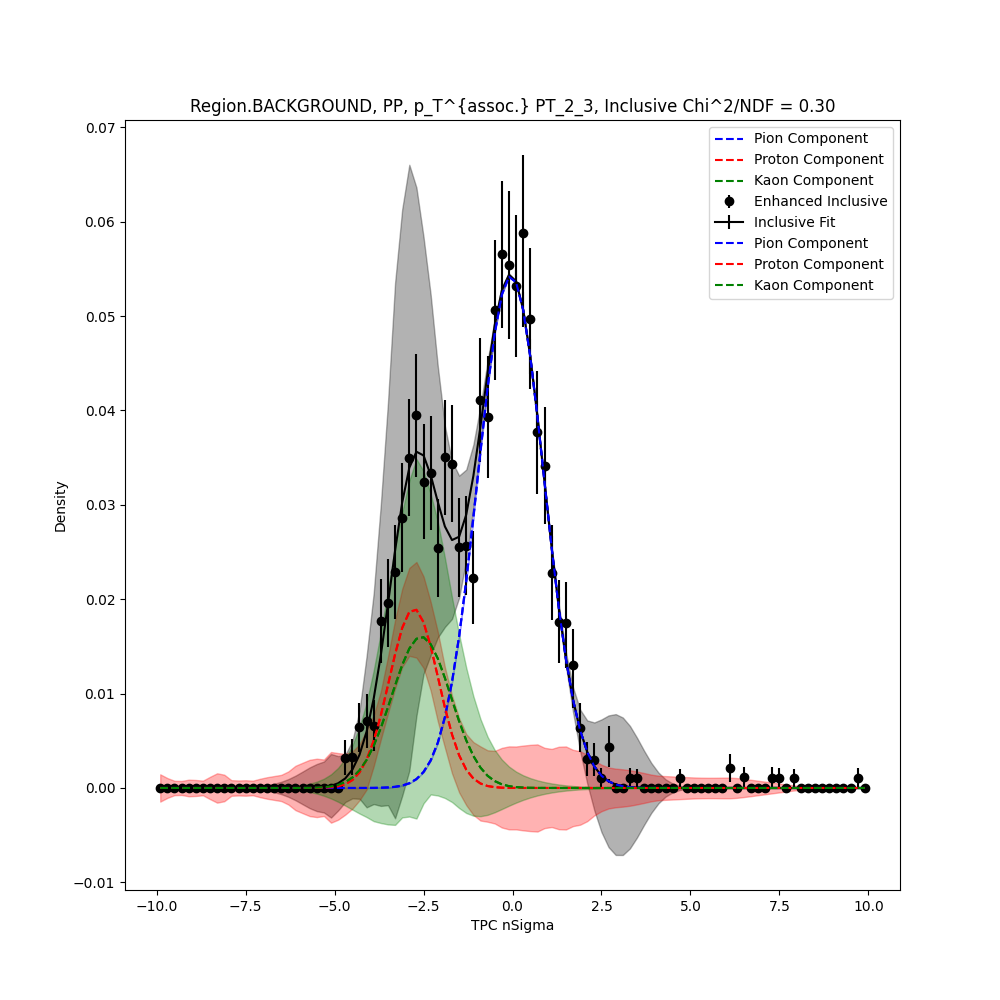 Region.BACKGROUND, PP, p_T^{assoc.} PT_2_3, Inclusive Chi^2/NDF = 0.30
Pion Component
Proton Component
Kaon Component
Enhanced Inclusive
Inclusive Fit
Pion Component
Proton Component
Kaon Component
0.07
0.06
0.05
0.04
0.03
0.02
0.01
0.00
−0.01
Density
−10.0 −7.5 −5.0 −2.5 0.0 2.5 5.0 7.5 10.0
TPC nSigma